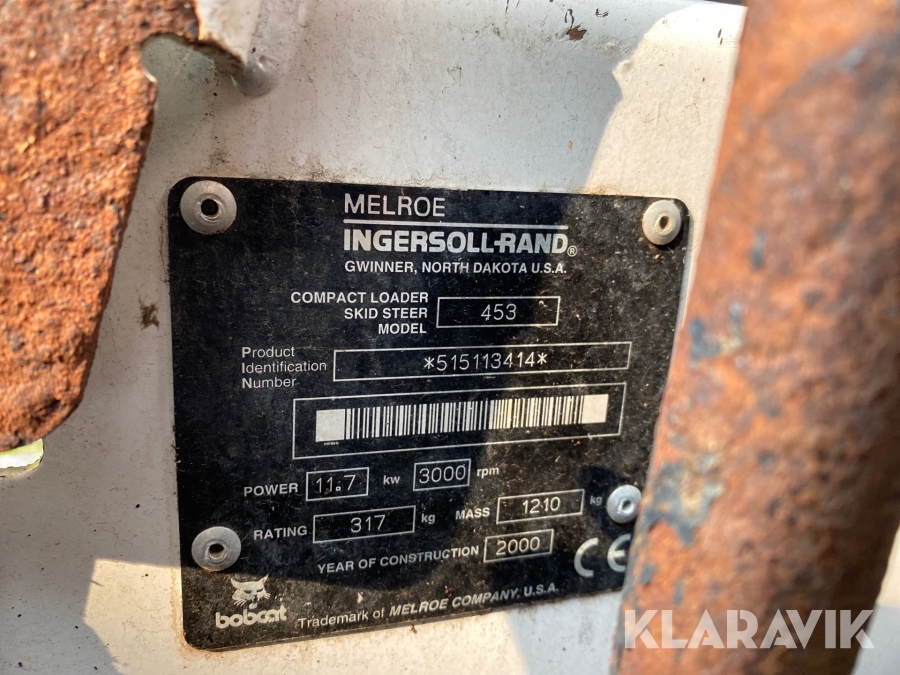 MELROE
INGERSOLL-RAND®
GWINNER, NORTH DAKOTA U.S.A.
COMPACT LOADER
SKID STEER
MODEL 453
Product
Identification
Number *515113414*
POWER 11.7 kw 3000 rpm
RATING 317 kg MASS 1210 kg
YEAR OF CONSTRUCTION 2000
CE
bobcat Trademark of MELROE COMPANY, U.S.A.
KLARAVIK